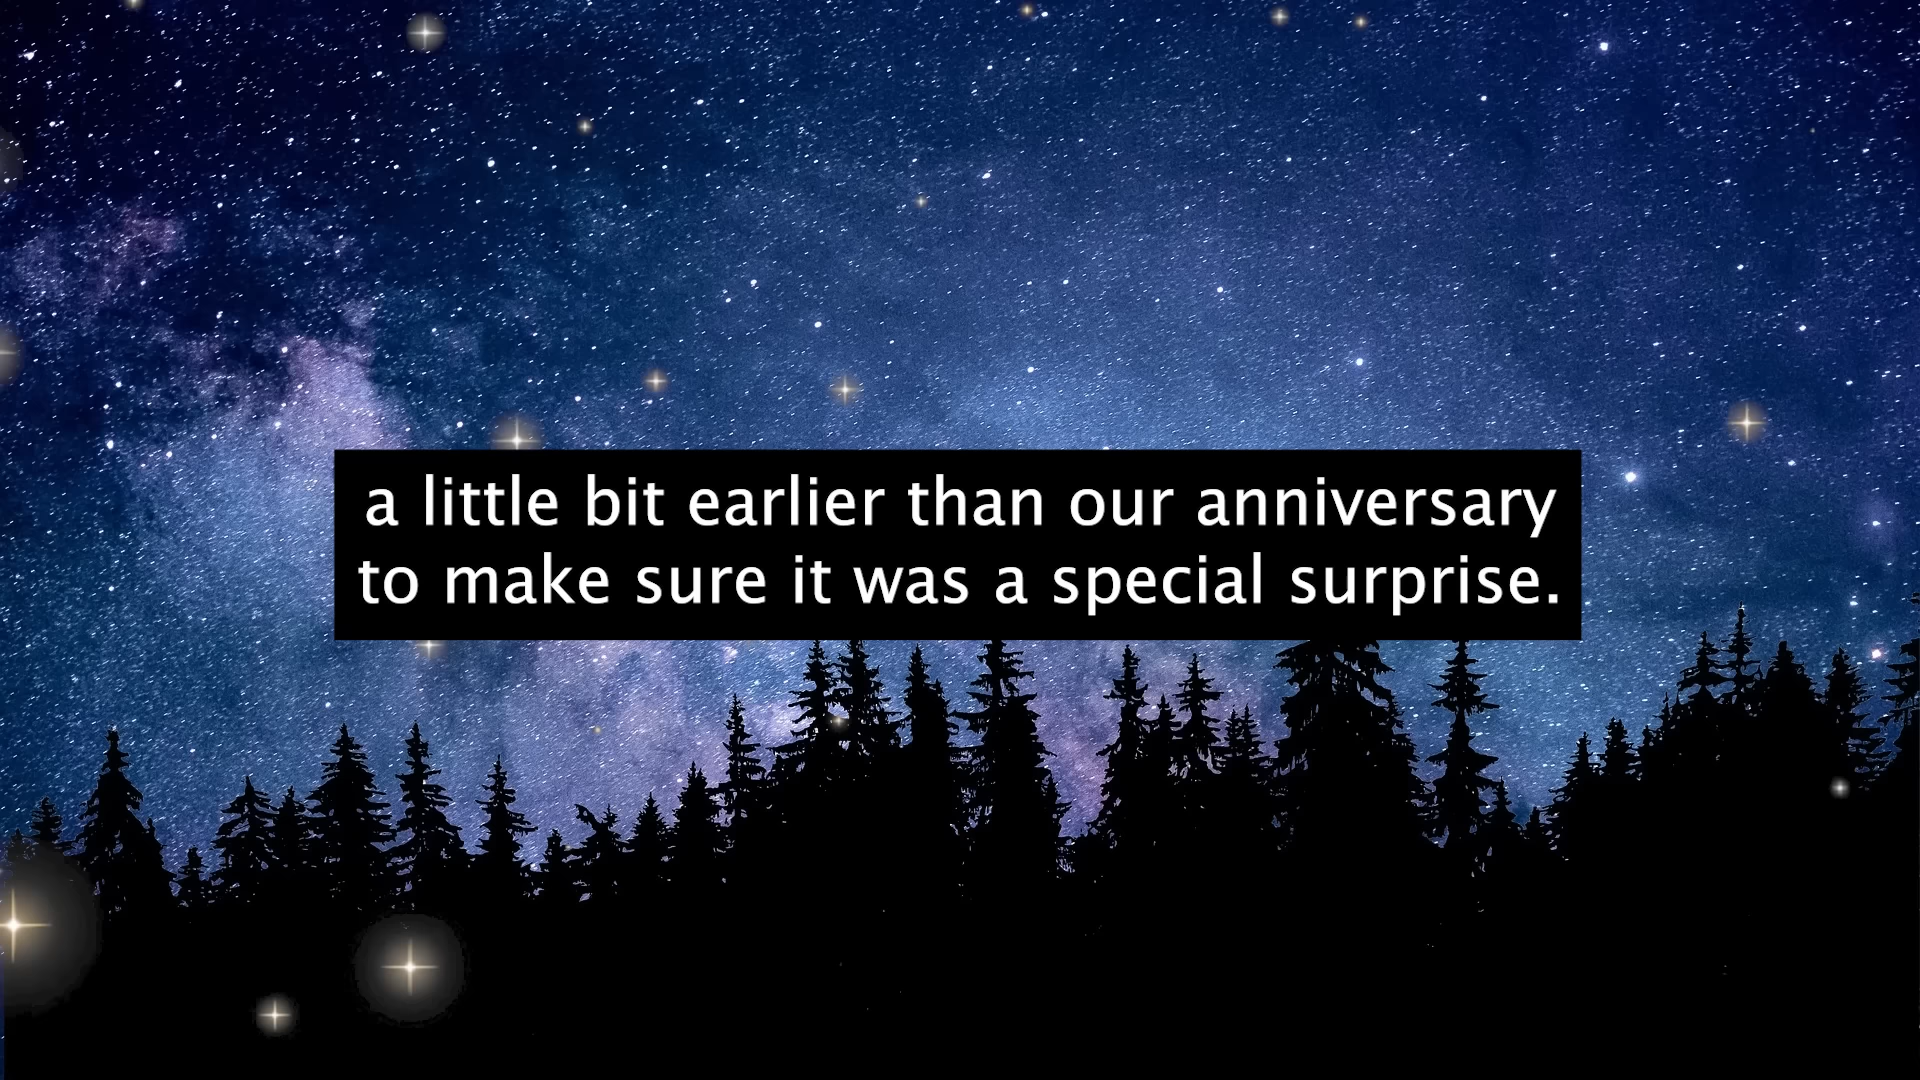 a little bit earlier than our anniversary
to make sure it was a special surprise.